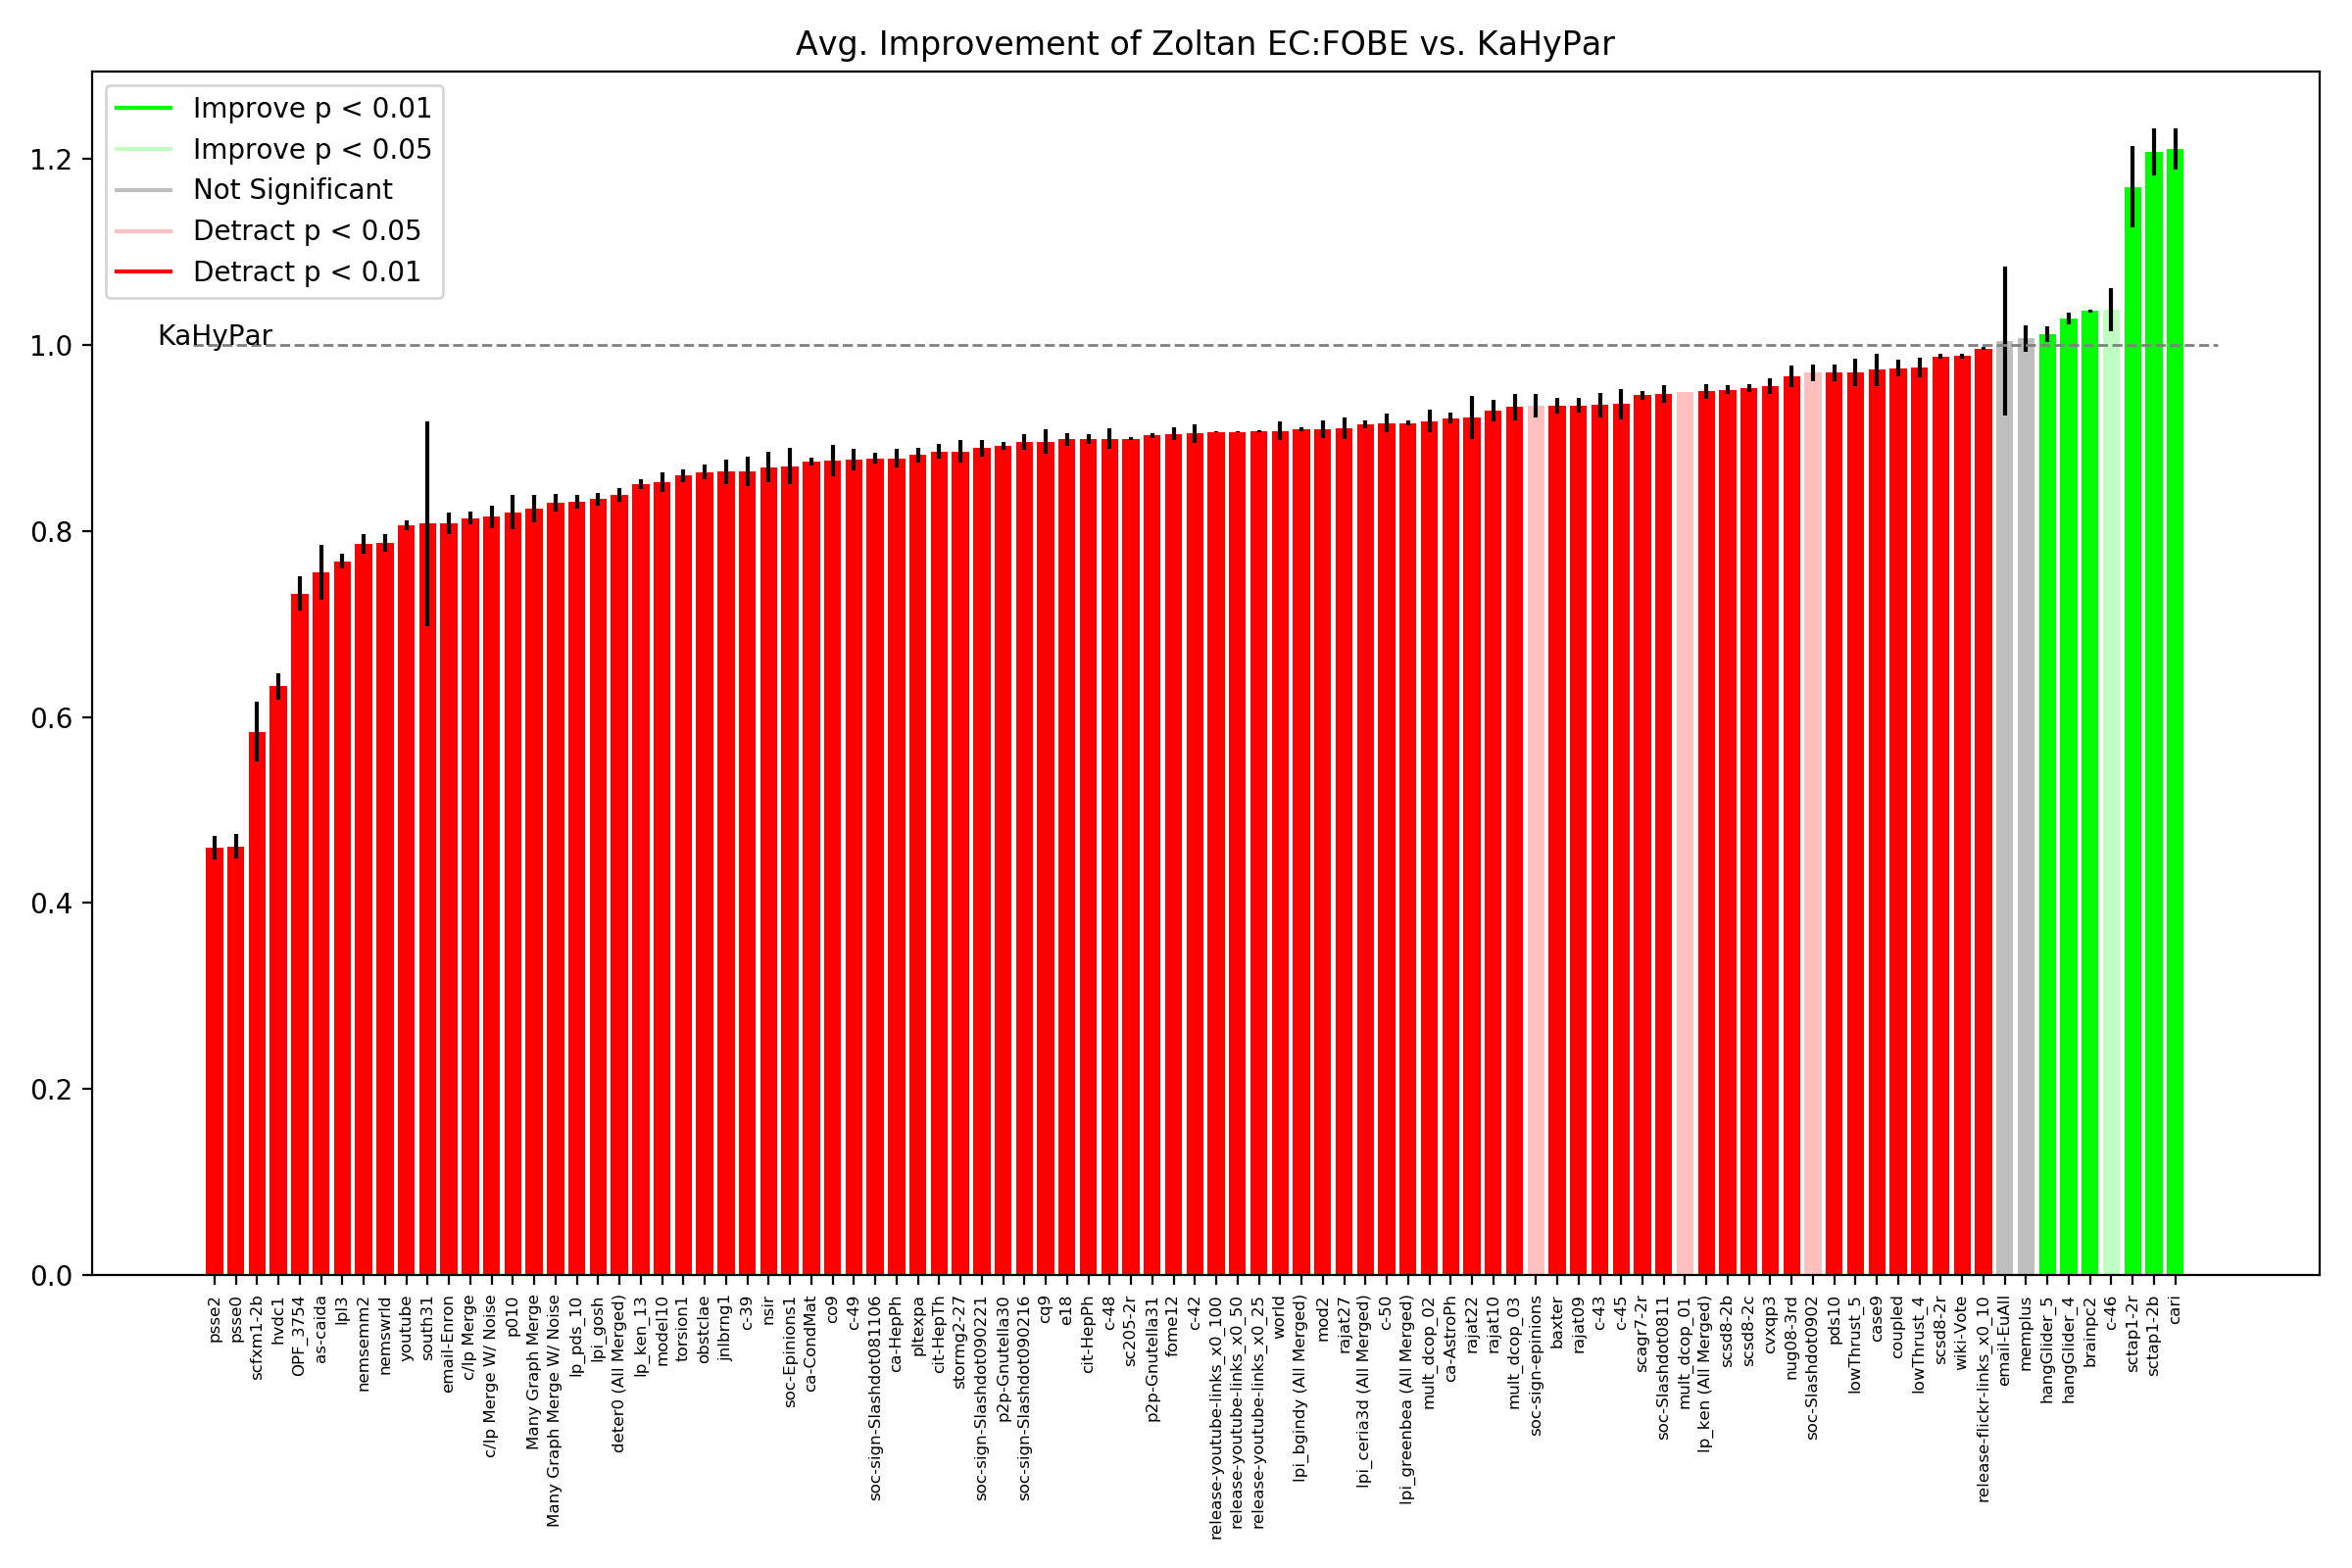 Avg. Improvement of Zoltan EC:FOBE vs. KaHyPar
Improve p < 0.01
Improve p < 0.05
Not Significant
Detract p < 0.05
Detract p < 0.01
KaHyPar
1.2
1.0
0.8
0.6
0.4
0.2
0.0
psse2
psse0
scfxm1-2b
hvdc1
OPF_3754
as-caida
lpl3
nemsemm2
nemswrld
youtube
south31
email-Enron
c/lp Merge
c/lp Merge W/ Noise
p010
Many Graph Merge
Many Graph Merge W/ Noise
lp_pds_10
lpi_gosh
deter0 (All Merged)
lp_ken_13
model10
torsion1
obstclae
jnlbrng1
c-39
nsir
soc-Epinions1
ca-CondMat
co9
c-49
soc-sign-Slashdot081106
ca-HepPh
pltexpa
cit-HepTh
stormg2-27
soc-sign-Slashdot090221
p2p-Gnutella30
soc-sign-Slashdot090216
cq9
e18
cit-HepPh
c-48
sc205-2r
p2p-Gnutella31
fome12
c-42
release-youtube-links_x0_100
release-youtube-links_x0_50
release-youtube-links_x0_25
world
lpi_bgindy (All Merged)
mod2
rajat27
lpi_ceria3d (All Merged)
c-50
lpi_greenbea (All Merged)
mult_dcop_02
ca-AstroPh
rajat22
rajat10
mult_dcop_03
soc-sign-epinions
baxter
rajat09
c-43
c-45
scagr7-2r
soc-Slashdot0811
mult_dcop_01
lp_ken (All Merged)
scsd8-2b
scsd8-2c
cvxqp3
nug08-3rd
soc-Slashdot0902
pds10
lowThrust_5
case9
coupled
lowThrust_4
scsd8-2r
wiki-Vote
release-flickr-links_x0_10
email-EuAll
memplus
hangGlider_5
hangGlider_4
brainpc2
c-46
sctap1-2r
sctap1-2b
cari